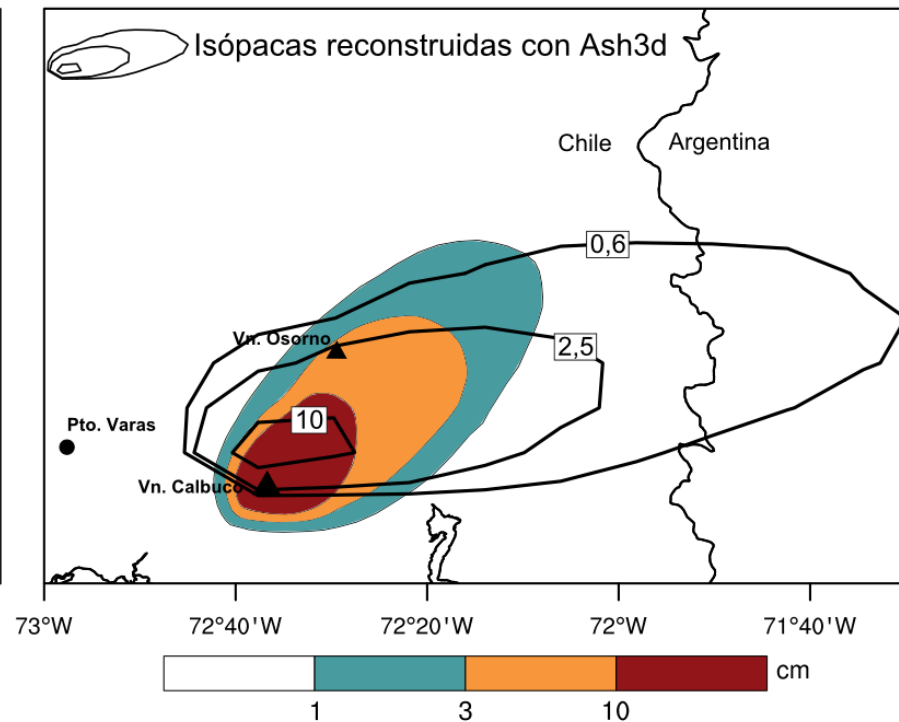 Isópacas reconstruidas con Ash3d
Chile
Argentina
0,6
Vn. Osorno
2,5
10
Pto. Varas
Vn. Calbuco
73°W
72°40'W
72°20'W
72°W
71°40'W
cm
1
3
10